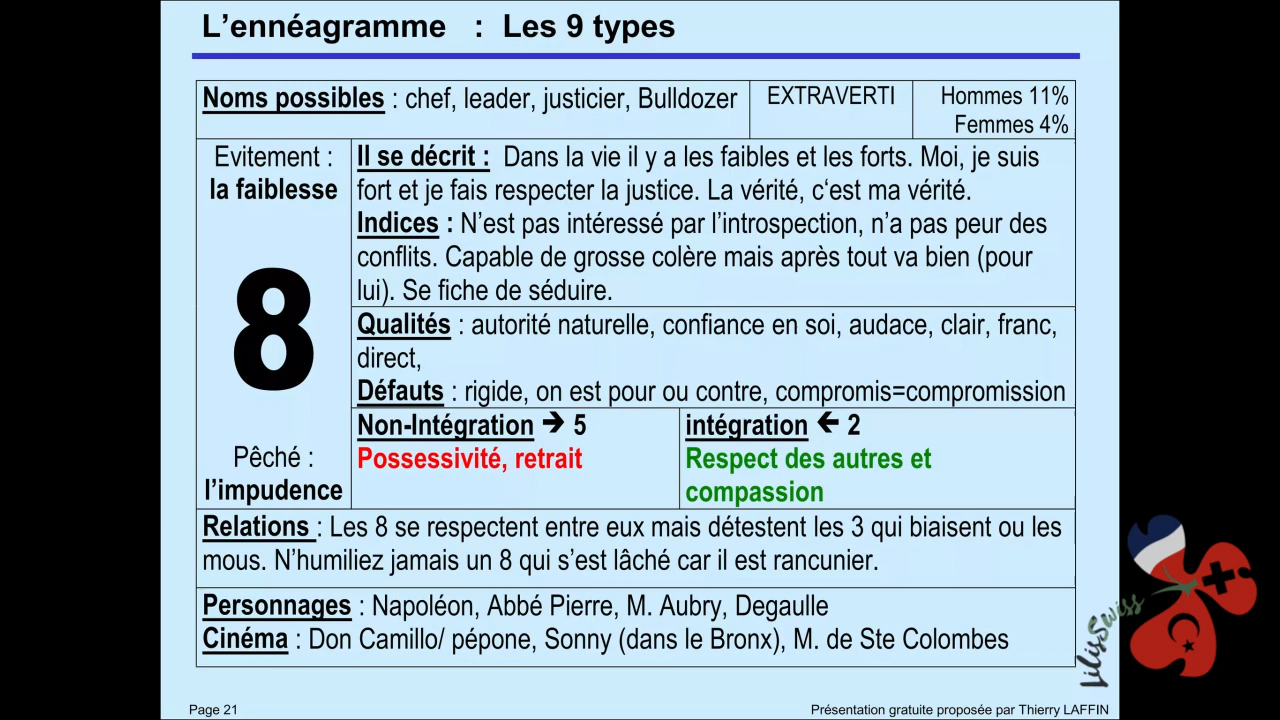 L’ennéagramme : Les 9 types
Noms possibles : chef, leader, justicier, Bulldozer
EXTRAVERTI
Hommes 11%
Femmes 4%
Evitement :
la faiblesse
8
Pêché :
l’impudence
Il se décrit : Dans la vie il y a les faibles et les forts. Moi, je suis
fort et je fais respecter la justice. La vérité, c‘est ma vérité.
Indices : N’est pas intéressé par l’introspection, n’a pas peur des
conflits. Capable de grosse colère mais après tout va bien (pour
lui). Se fiche de séduire.
Qualités : autorité naturelle, confiance en soi, audace, clair, franc,
direct,
Défauts : rigide, on est pour ou contre, compromis=compromission
Non-Intégration → 5
Possessivité, retrait
intégration ← 2
Respect des autres et
compassion
Relations : Les 8 se respectent entre eux mais détestent les 3 qui biaisent ou les
mous. N’humiliez jamais un 8 qui s’est lâché car il est rancunier.
Personnages : Napoléon, Abbé Pierre, M. Aubry, Degaulle
Cinéma : Don Camillo/ pépone, Sonny (dans le Bronx), M. de Ste Colombes
Page 21
Présentation gratuite proposée par Thierry LAFFIN
LilisSwiss